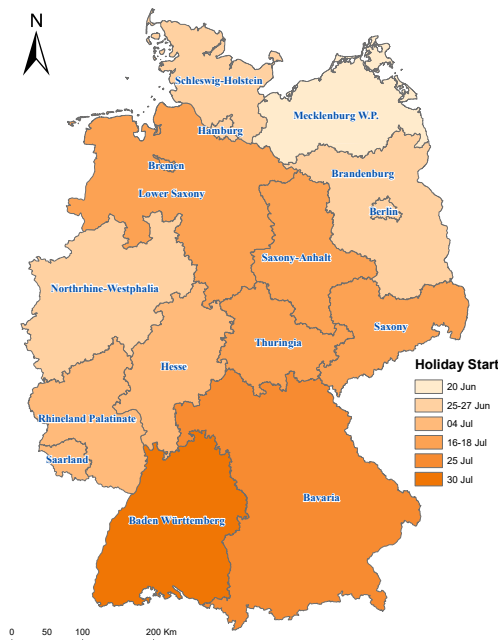 N
Schleswig-Holstein
Mecklenburg W.P.
Hamburg
Bremen
Brandenburg
Lower Saxony
Berlin
Saxony-Anhalt
Northrhine-Westphalia
Saxony
Thuringia
Hesse
Holiday Start
20 Jun
25-27 Jun
04 Jul
16-18 Jul
25 Jul
30 Jul
Rhineland Palatinate
Saarland
Bavaria
Baden Württemberg
0 50 100 200 Km